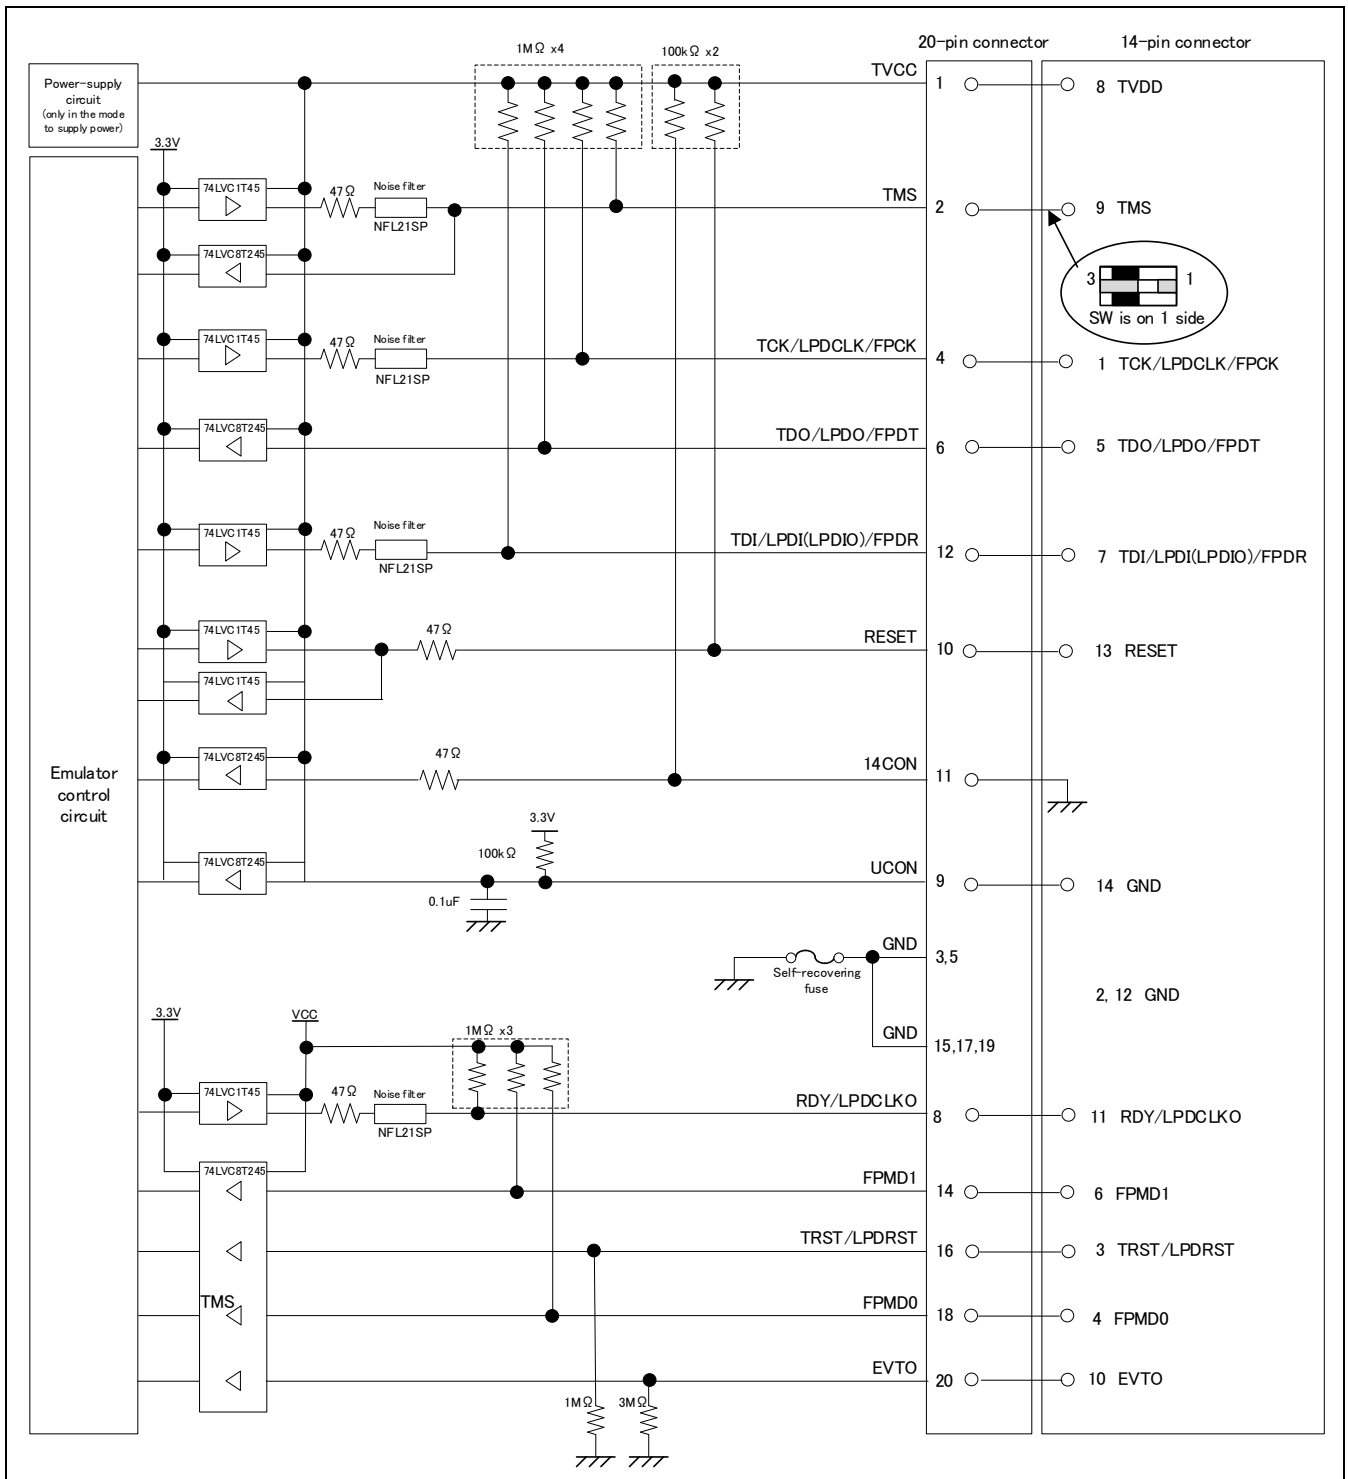 20-pin connector
14-pin connector
1MΩ x4
100kΩ x2
Power-supply
circuit
(only in the mode
to supply power)
TVCC
1
8 TVDD
3.3V
74LVC1T45
47Ω
Noise filter
NFL21SP
TMS
2
9 TMS
74LVC8T245
3
1
SW is on 1 side
74LVC1T45
47Ω
Noise filter
NFL21SP
TCK/LPDCLK/FPCK
4
1 TCK/LPDCLK/FPCK
74LVC8T245
TDO/LPDO/FPDT
6
5 TDO/LPDO/FPDT
74LVC1T45
47Ω
Noise filter
NFL21SP
TDI/LPDI(LPDIO)/FPDR
12
7 TDI/LPDI(LPDIO)/FPDR
74LVC1T45
47Ω
RESET
10
13 RESET
74LVC1T45
Emulator
control
circuit
74LVC8T245
47Ω
14CON
11
74LVC8T245
100kΩ
3.3V
0.1uF
UCON
9
14 GND
GND
3,5
Self-recovering
fuse
2, 12 GND
GND
15,17,19
3.3V
VCC
1MΩ x3
74LVC1T45
47Ω
Noise filter
NFL21SP
RDY/LPDCLKO
8
11 RDY/LPDCLKO
74LVC8T245
FPMD1
14
6 FPMD1
TRST/LPDRST
16
3 TRST/LPDRST
TMS
FPMD0
18
4 FPMD0
EVTO
20
10 EVTO
1MΩ
3MΩ